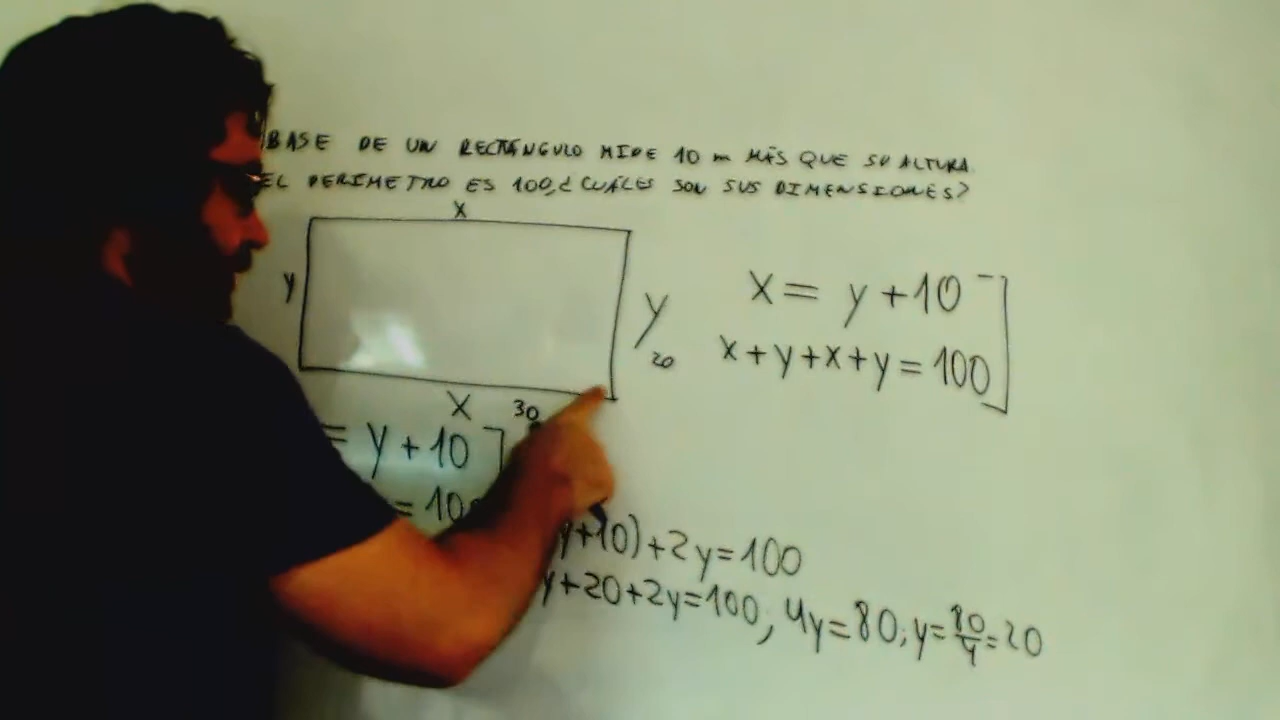 BASE DE UN RECTÁNGULO MIDE 10 m MÁS QUE SU ALTURA.
EL PERIMETRO ES 100,¿CUÁLES SON SUS DIMENSIONES?
x
y
y
20
x = y + 10
x+y+x+y = 100
x
30
= y + 10
= 10
y+10)+2y=100
y+20+2y=100, 4y=80; y=80/4=20